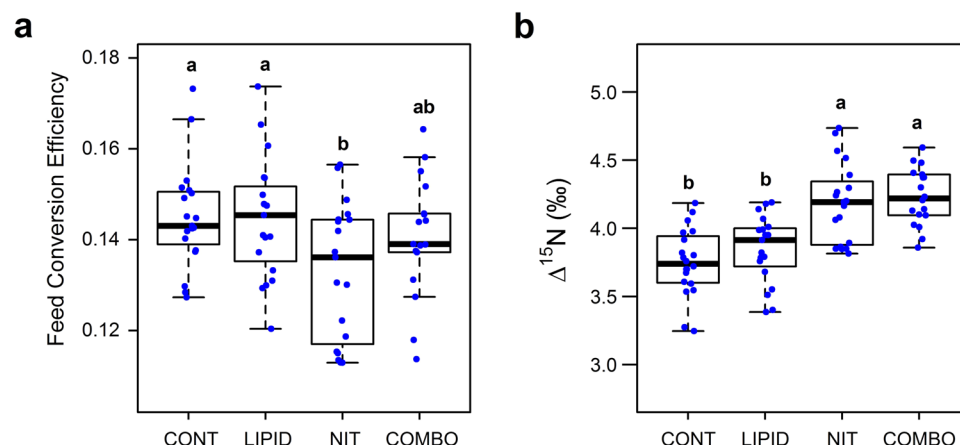 a
Feed Conversion Efficiency
0.18
0.16
0.14
0.12
a
a
b
ab
CONT
LIPID
NIT
COMBO
b
Δ¹⁵N (‰)
5.0
4.5
4.0
3.5
3.0
b
b
a
a
CONT
LIPID
NIT
COMBO